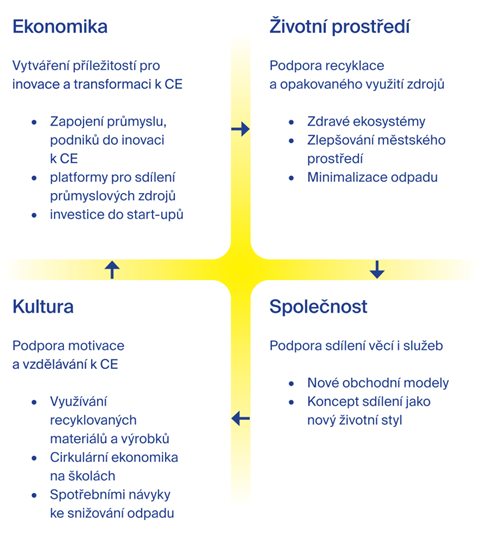 Ekonomika
Vytváření příležitostí pro
inovace a transformaci k CE
• Zapojení průmyslu,
podniků do inovaci
k CE
• platformy pro sdílení
průmyslových zdrojů
• investice do start-upů
Životní prostředí
Podpora recyklace
a opakovaného využití zdrojů
• Zdravé ekosystémy
• Zlepšování městského
prostředí
• Minimalizace odpadu
Kultura
Podpora motivace
a vzdělávání k CE
• Využívání
recyklovaných
materiálů a výrobků
• Cirkulární ekonomika
na školách
• Spotřební návyky
ke snižování odpadu
Společnost
Podpora sdílení věcí i služeb
• Nové obchodní modely
• Koncept sdílení jako
nový životní styl